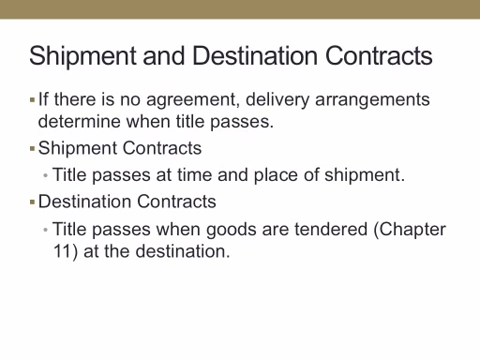 Shipment and Destination Contracts
▪If there is no agreement, delivery arrangements
determine when title passes.
▪Shipment Contracts
• Title passes at time and place of shipment.
▪Destination Contracts
• Title passes when goods are tendered (Chapter
11) at the destination.